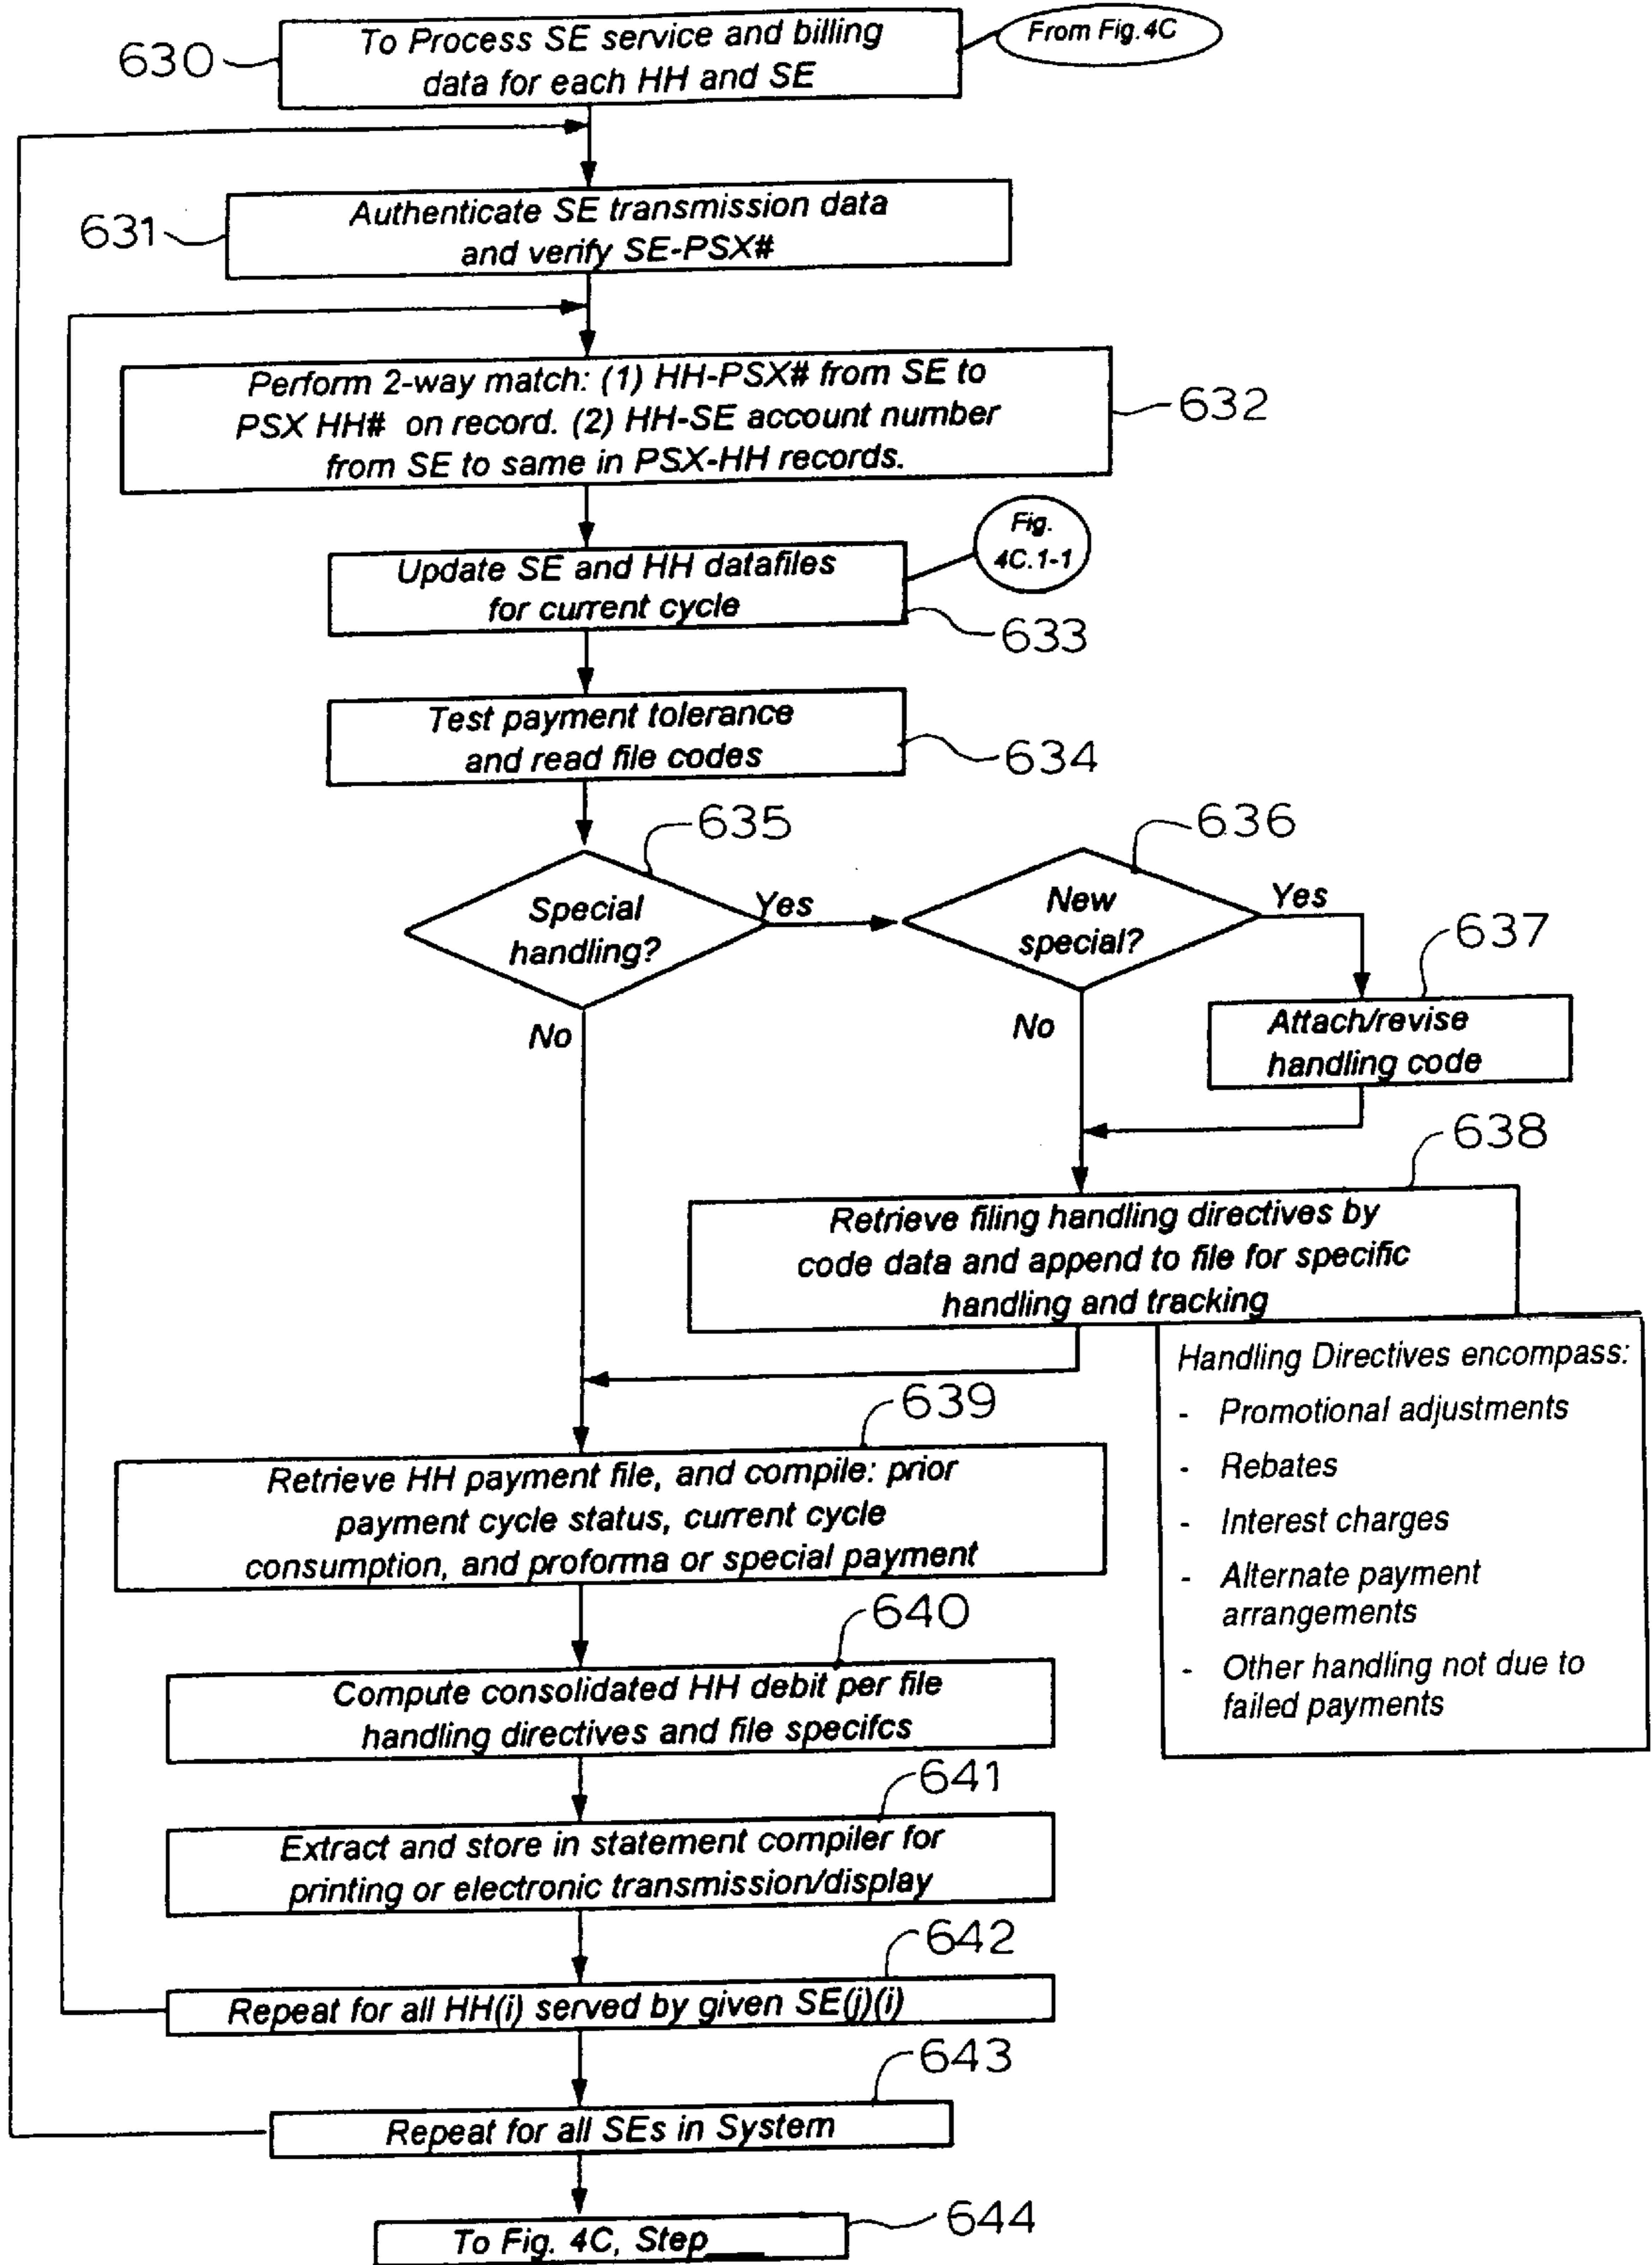 To Process SE service and billing
data for each HH and SE
From Fig.4C
630
Authenticate SE transmission data
and verify SE-PSX#
631
Perform 2-way match: (1) HH-PSX# from SE to
PSX HH# on record. (2) HH-SE account number
from SE to same in PSX-HH records.
632
Update SE and HH datafiles
for current cycle
Fig.
4C.1-1
633
Test payment tolerance
and read file codes
634
635
Special
handling?
Yes
No
636
New
special?
Yes
No
637
Attach/revise
handling code
638
Retrieve filing handling directives by
code data and append to file for specific
handling and tracking
Handling Directives encompass:
- Promotional adjustments
- Rebates
- Interest charges
- Alternate payment
arrangements
- Other handling not due to
failed payments
639
Retrieve HH payment file, and compile: prior
payment cycle status, current cycle
consumption, and proforma or special payment
640
Compute consolidated HH debit per file
handling directives and file specifcs
641
Extract and store in statement compiler for
printing or electronic transmission/display
642
Repeat for all HH(i) served by given SE(j)(i)
643
Repeat for all SEs in System
644
To Fig. 4C, Step___